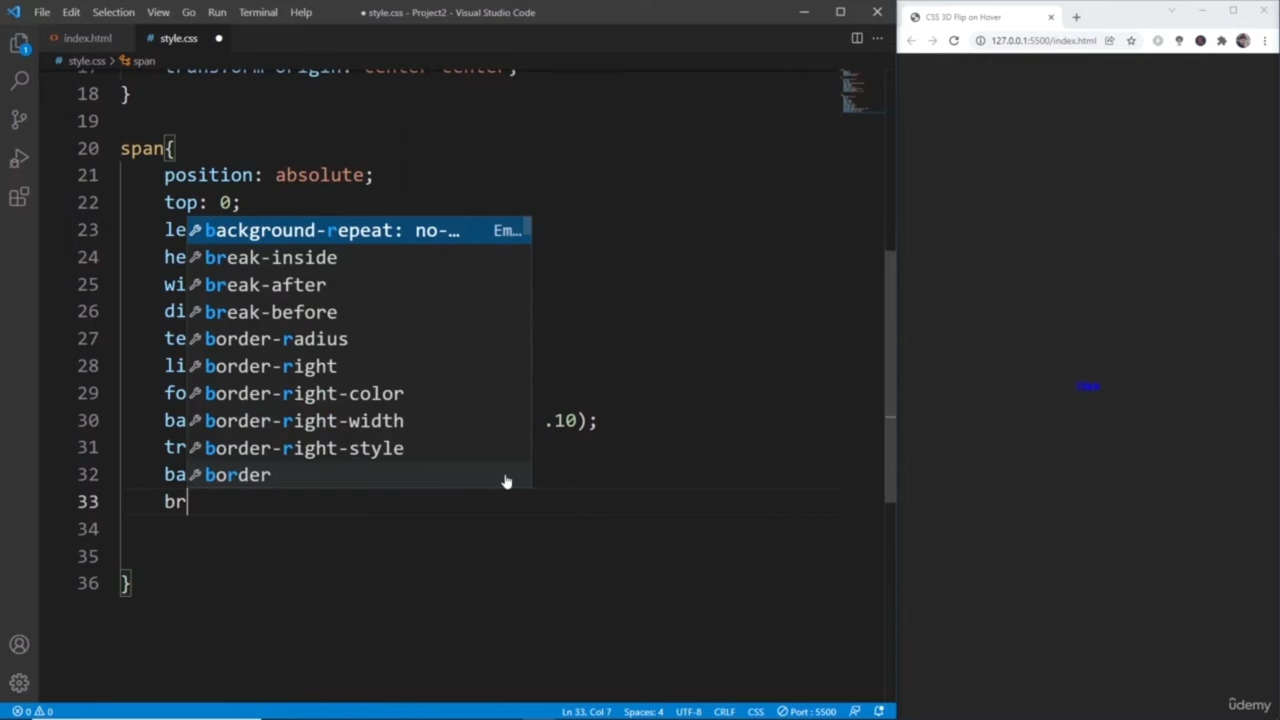 File Edit Selection View Go Run Terminal Help ● style.css - Project2 - Visual Studio Code
CSS 3D Flip on Hover
index.html # style.css ●
127.0.0.1:5500/index.html
# style.css > span
17 transform-origin: center center;
18 }
19
20 span{
21 position: absolute;
22 top: 0;
23 le background-repeat: no-… Em…
24 he break-inside
25 wi break-after
26 di break-before
27 te border-radius
28 li border-right
29 fo border-right-color
30 ba border-right-width .10);
31 tr border-right-style
32 ba border
33 br
34
35
36 }
1
Ln 33, Col 7 Spaces: 4 UTF-8 CRLF CSS Port : 5500
0 0
ûdemy